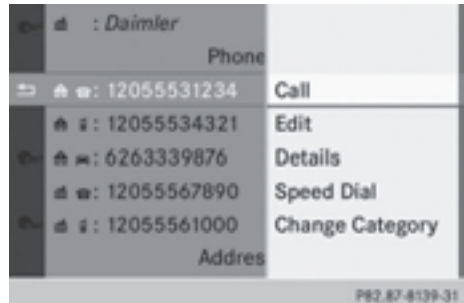 : Daimler
Phone
: 12055531234 Call
: 12055534321 Edit
: 6263339876 Details
: 12055567890 Speed Dial
: 12055561000 Change Category
Addres
P82.87-8139-31